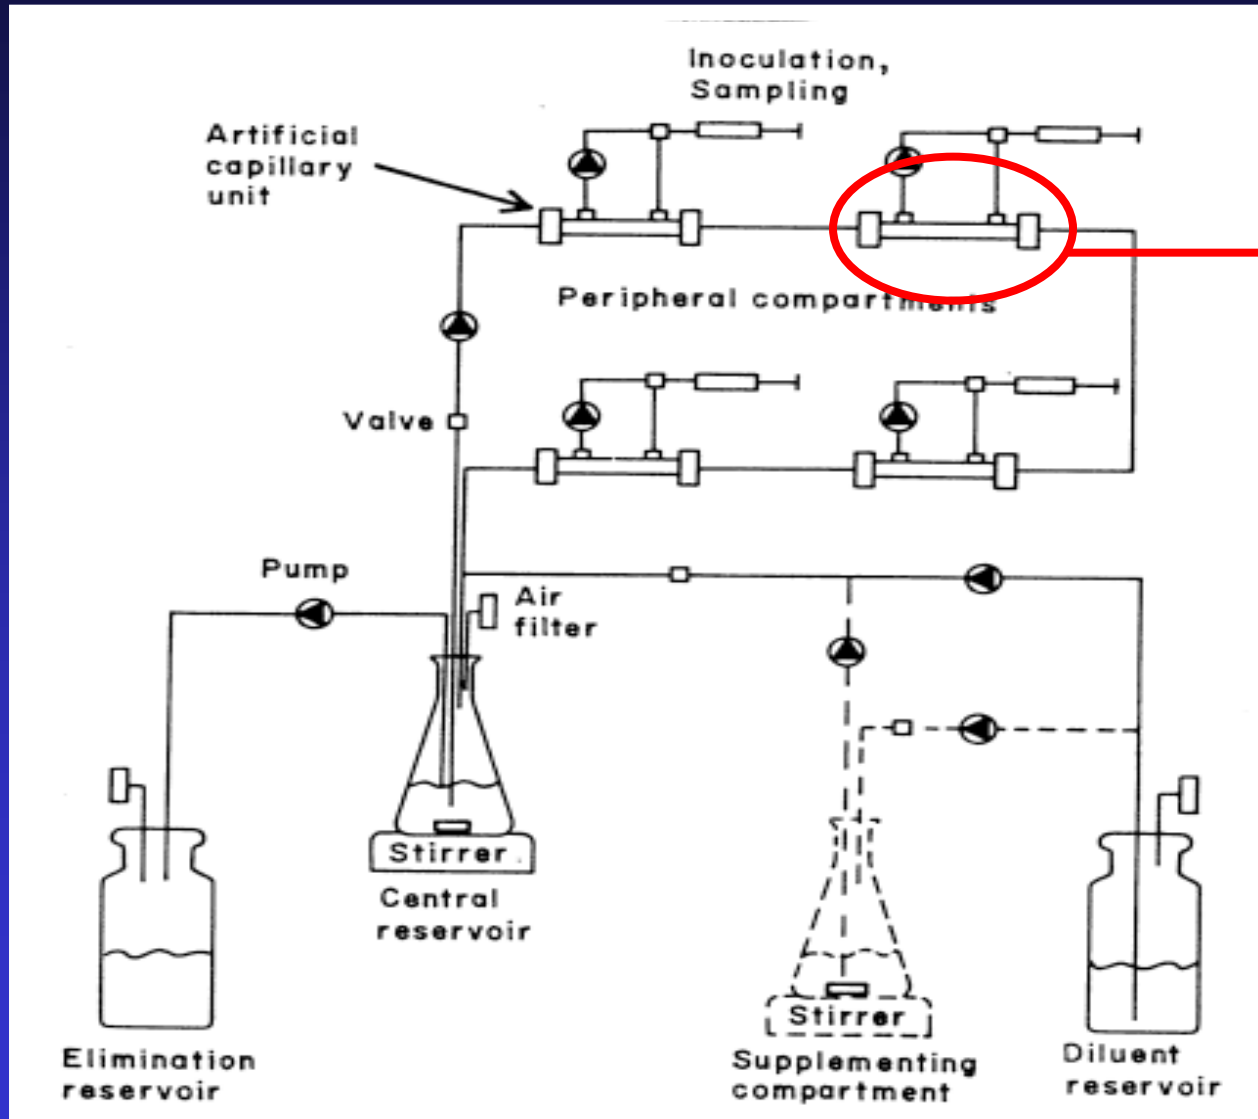 Inoculation,
Sampling
Artificial
capillary
unit
Peripheral compartments
Valve
Pump
Air
filter
Stirrer
Central
reservoir
Stirrer
Elimination
reservoir
Supplementing
compartment
Diluent
reservoir